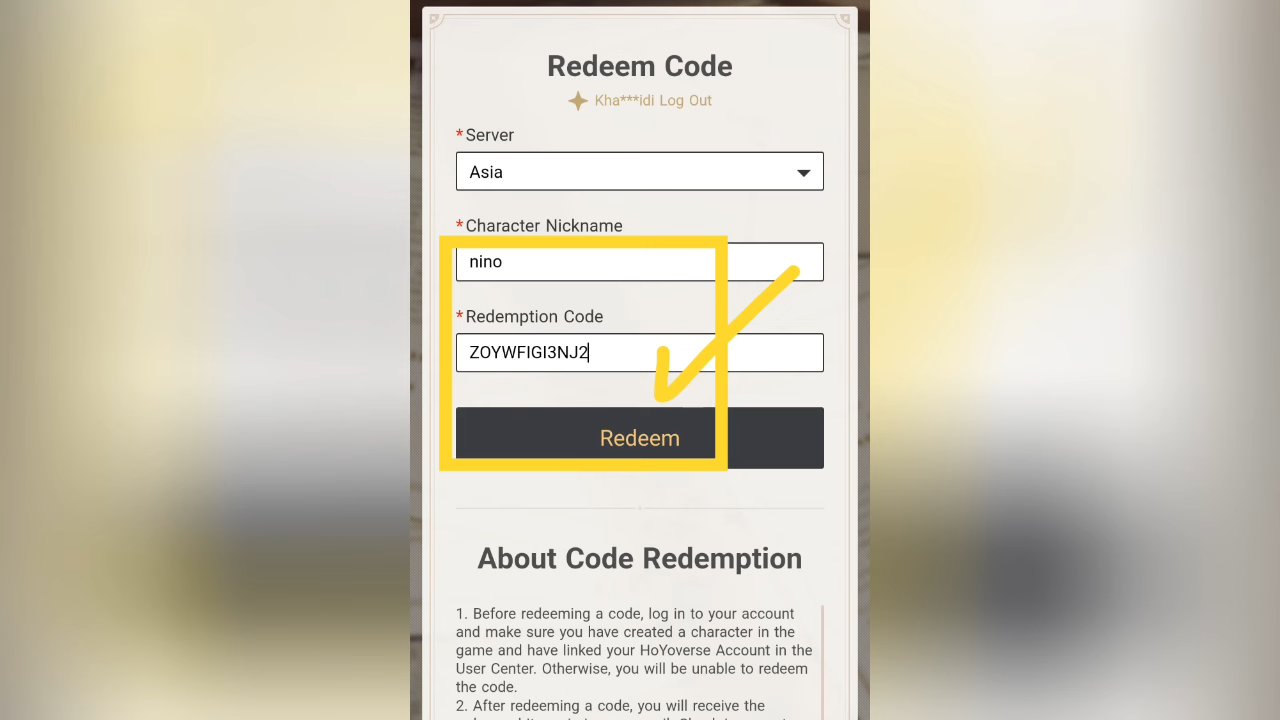 Redeem Code
Kha***idi Log Out
*Server
Asia
*Character Nickname
nino
*Redemption Code
ZOYWFIGI3NJ2
Redeem
About Code Redemption
1. Before redeeming a code, log in to your account
and make sure you have created a character in the
game and have linked your HoYoverse Account in the
User Center. Otherwise, you will be unable to redeem
the code.
2. After redeeming a code, you will receive the